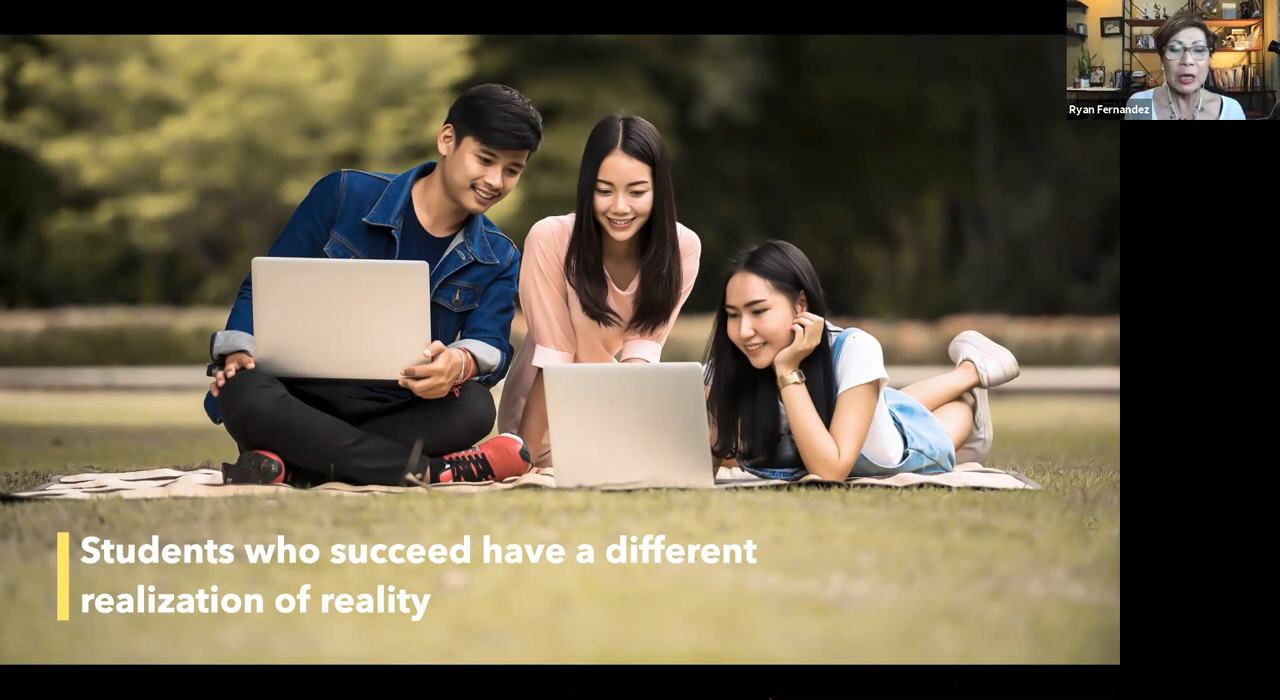 Ryan Fernandez
Students who succeed have a different
realization of reality